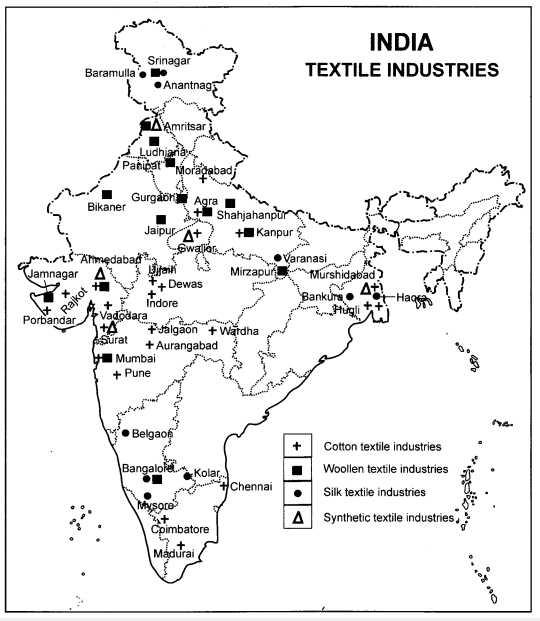 INDIA
TEXTILE INDUSTRIES
Srinagar
Baramulla
Anantnag
Amritsar
Ludhiana
Panipat
Moradabad
Bikaner
Gurgaon
Agra
Shahjahanpur
Jaipur
Kanpur
Gwalior
Varanasi
Ahmedabad
Ujjain
Mirzapur
Murshidabad
Jamnagar
Dewas
Rajkot
Indore
Bankura
Haora
Porbandar
Vadodara
Hugli
Surat
Jalgaon
Wardha
Aurangabad
Mumbai
Pune
Belgaon
Bangalore
Kolar
Chennai
Mysore
Coimbatore
Madurai
Cotton textile industries
Woollen textile industries
Silk textile industries
Synthetic textile industries